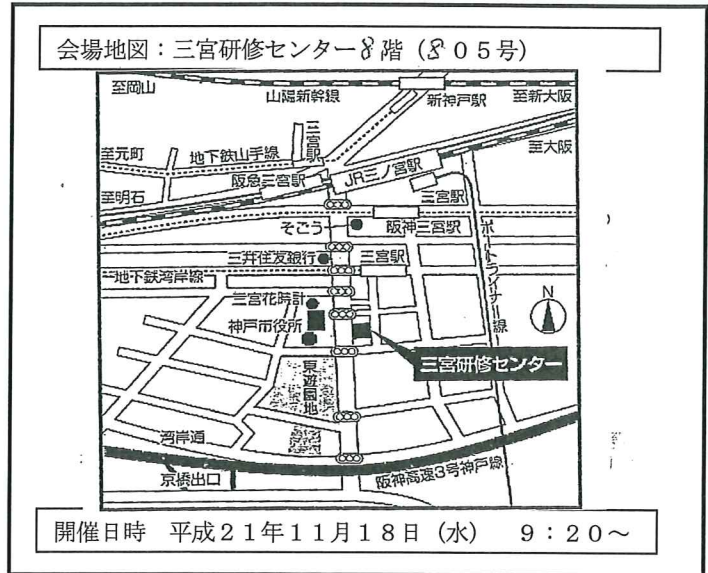 会場地図：三宮研修センター8階（805号）
至岡山
山陽新幹線
新神戸駅
至新大阪
三宮駅
至元町
地下鉄山手線
至大阪
阪急三宮駅
JR三ノ宮駅
至明石
三宮駅
そごう
阪神三宮駅
ポートライナー線
三井住友銀行
三宮駅
地下鉄湾岸線
三宮花時計
N
神戸市役所
三宮研修センター
東遊園地
湾岸通
京橋出口
阪神高速3号神戸線
開催日時　平成21年11月18日（水）　9：20～